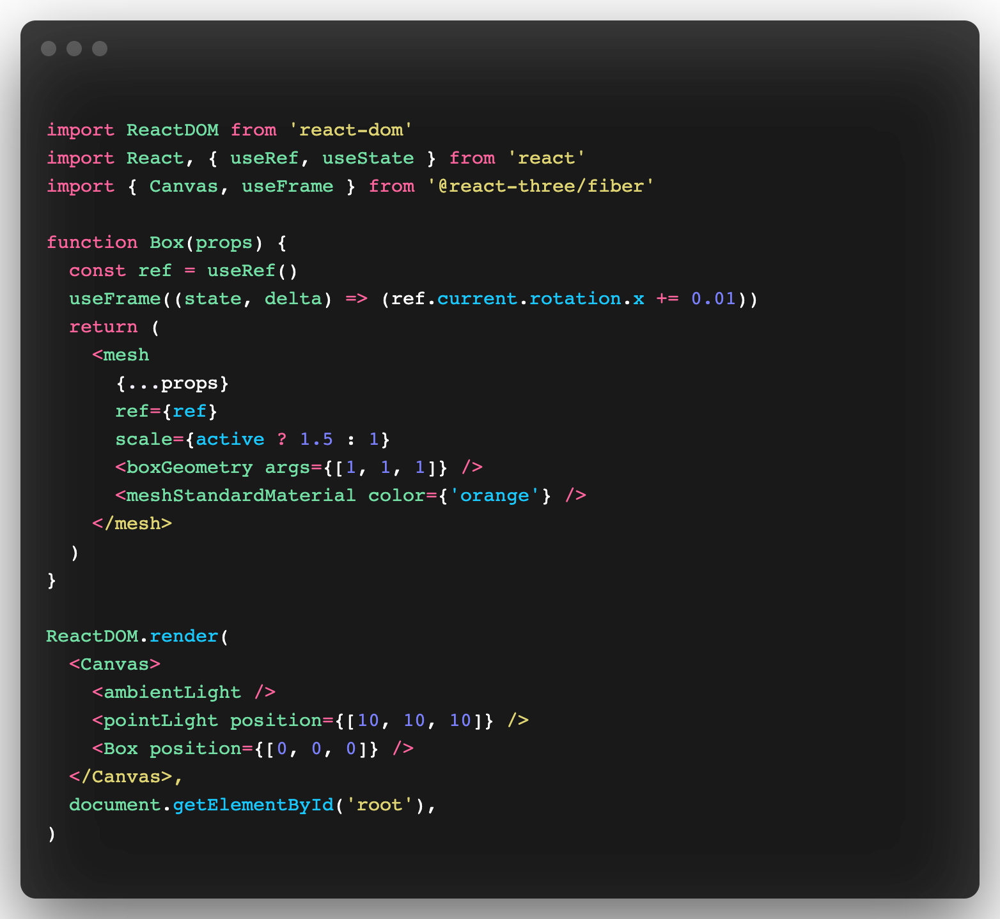 import ReactDOM from 'react-dom'
import React, { useRef, useState } from 'react'
import { Canvas, useFrame } from '@react-three/fiber'

function Box(props) {
  const ref = useRef()
  useFrame((state, delta) => (ref.current.rotation.x += 0.01))
  return (
    <mesh
      {...props}
      ref={ref}
      scale={active ? 1.5 : 1}
      <boxGeometry args={[1, 1, 1]} />
      <meshStandardMaterial color={'orange'} />
    </mesh>
  )
}

ReactDOM.render(
  <Canvas>
    <ambientLight />
    <pointLight position={[10, 10, 10]} />
    <Box position={[0, 0, 0]} />
  </Canvas>,
  document.getElementById('root'),
)